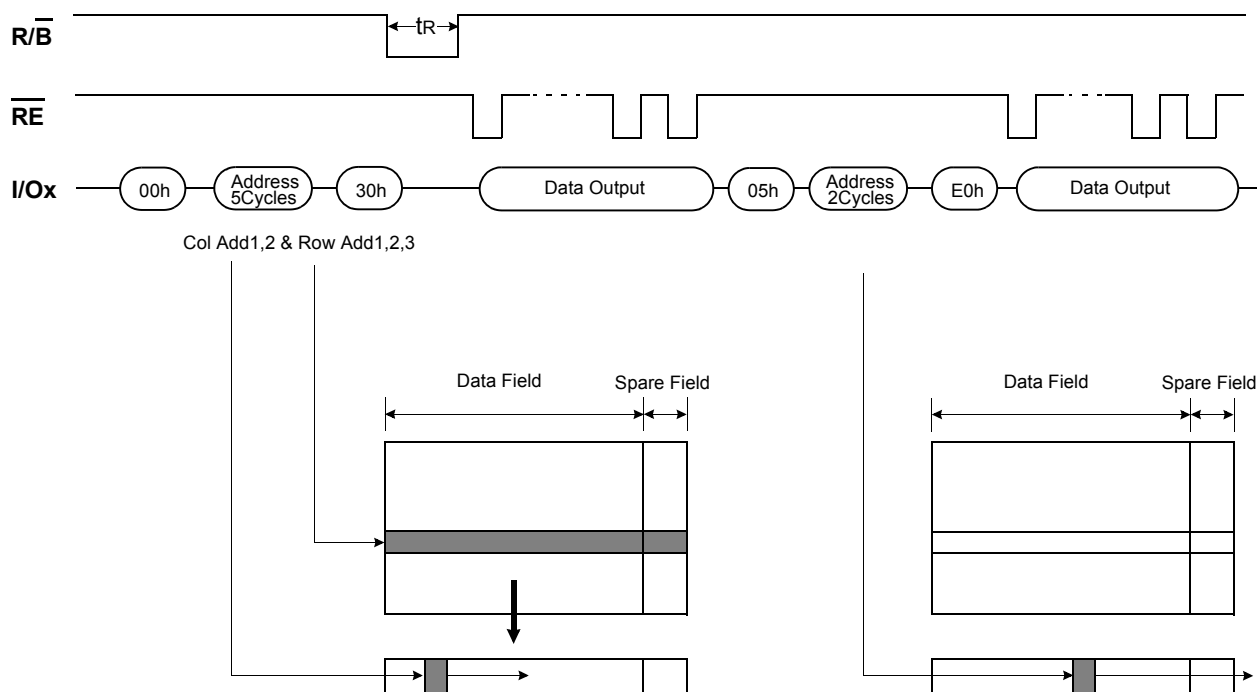 R/B tR
RE
I/Ox 00h Address 5Cycles 30h Data Output 05h Address 2Cycles E0h Data Output
Col Add1,2 & Row Add1,2,3
Data Field Spare Field Data Field Spare Field